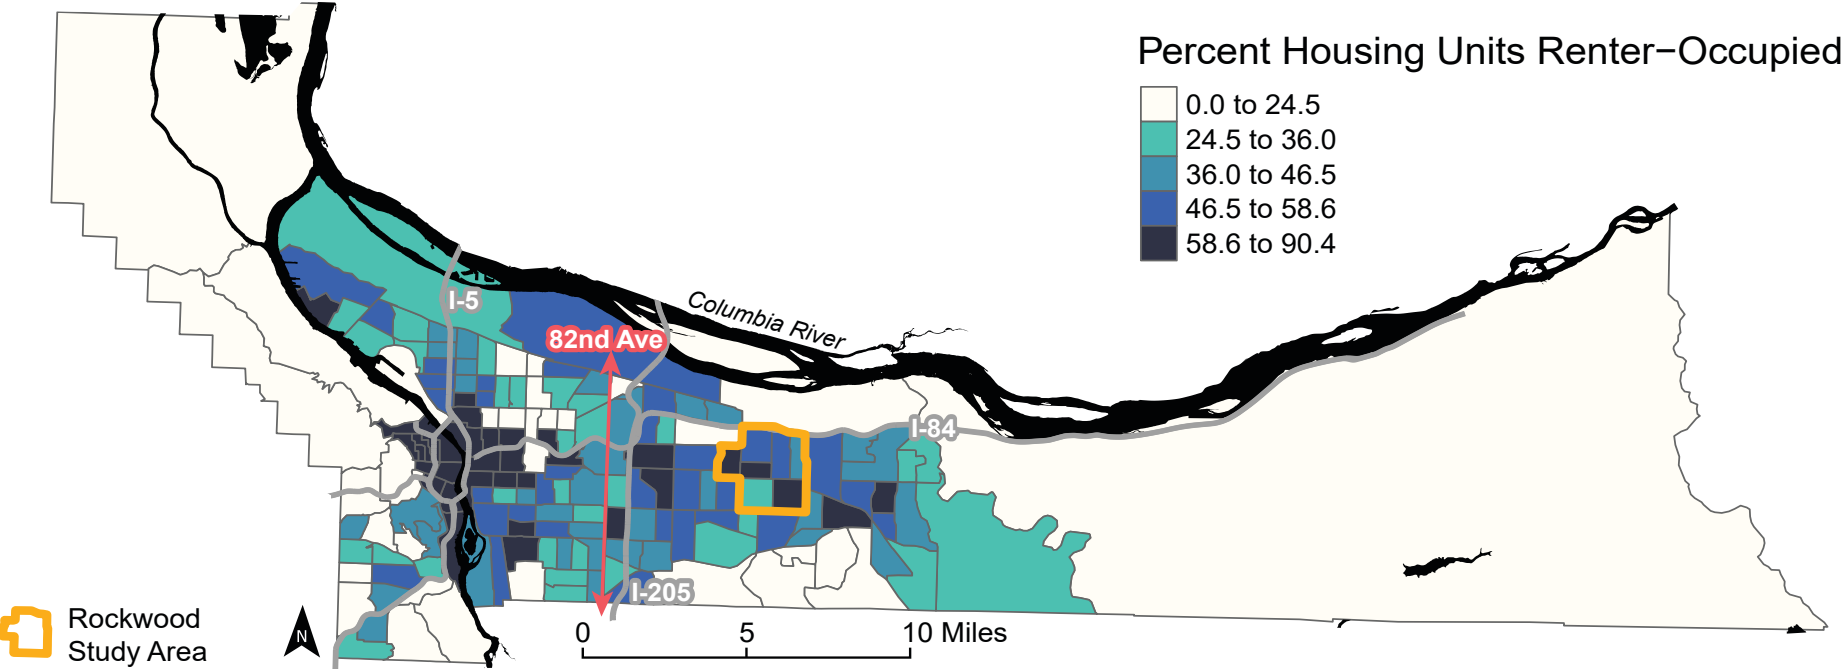 Percent Housing Units Renter−Occupied
0.0 to 24.5
24.5 to 36.0
36.0 to 46.5
46.5 to 58.6
58.6 to 90.4
I-5
Columbia River
82nd Ave
I-84
I-205
Rockwood
Study Area
N
0 5 10 Miles